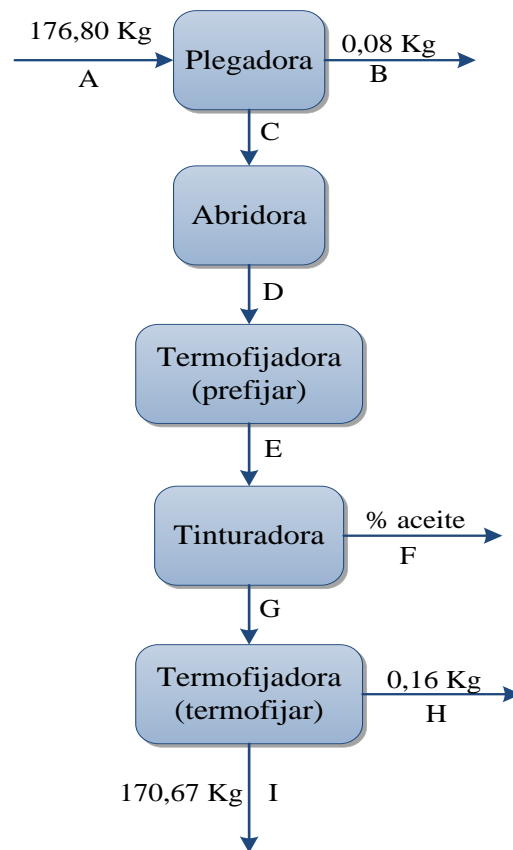 176,80 Kg
A
Plegadora
0,08 Kg
B
C
Abridora
D
Termofijadora
(prefijar)
E
Tinturadora
% aceite
F
G
Termofijadora
(termofijar)
0,16 Kg
H
170,67 Kg
I